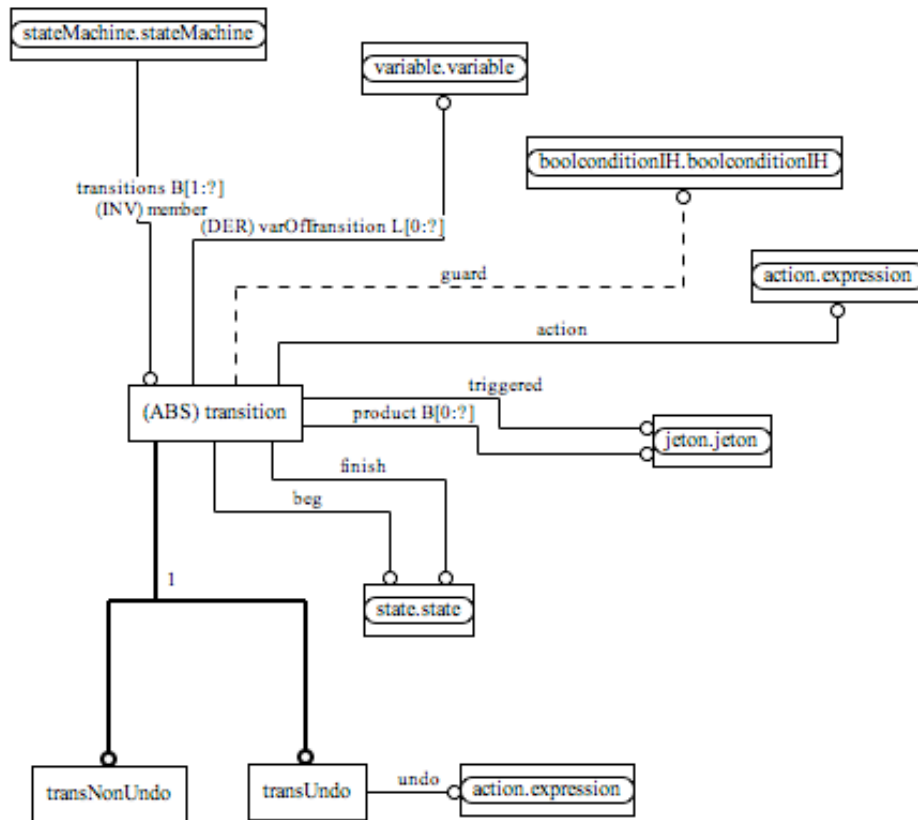 stateMachine.stateMachine
variable.variable
boolconditionIH.boolconditionIH
transitions B[1:?]
(INV) member
(DER) varOfTransition L[0:?]
guard
action.expression
action
triggered
(ABS) transition
product B[0:?]
jeton.jeton
finish
beg
1
state.state
transNonUndo
transUndo
undo
action.expression